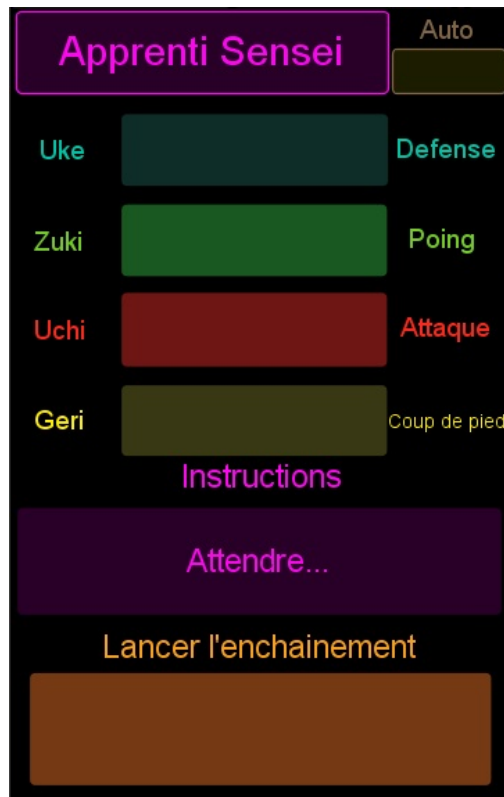 Apprenti Sensei
Auto
Uke
Defense
Zuki
Poing
Uchi
Attaque
Geri
Coup de pied
Instructions
Attendre...
Lancer l'enchainement